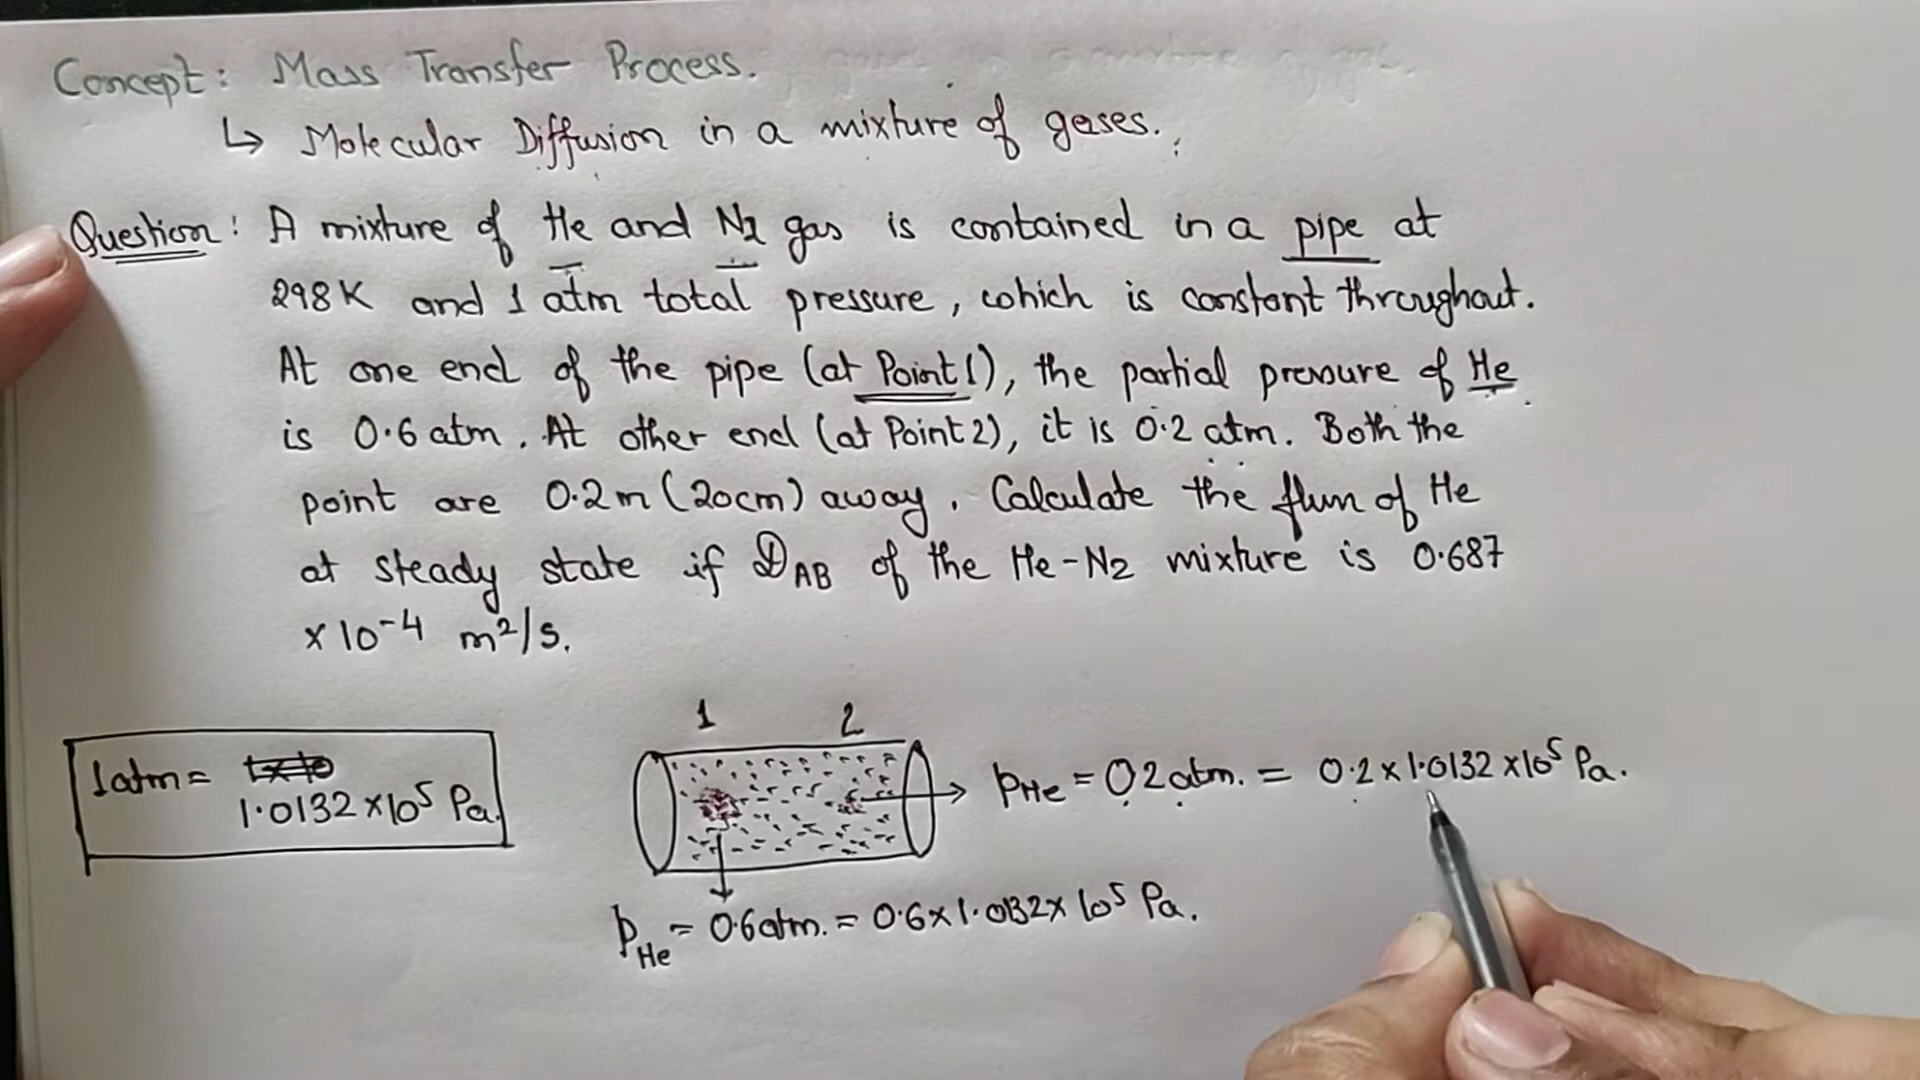 Concept: Mass Transfer Process.
↳ Molecular Diffusion in a mixture of gases.
Question: A mixture of He and N2 gas is contained in a pipe at
298K and 1 atm total pressure, which is constant throughout.
At one end of the pipe (at Point 1), the partial pressure of He
is 0.6 atm. At other end (at Point 2), it is 0.2 atm. Both the
point are 0.2m (20cm) away. Calculate the flux of He
at steady state if DAB of the He-N2 mixture is 0.687
× 10⁻⁴ m²/s.
1 2
1atm =
1.0132 × 10⁵ Pa.
PHe = 0.2 atm. = 0.2 × 1.0132 × 10⁵ Pa.
PHe = 0.6 atm. = 0.6 × 1.0132 × 10⁵ Pa.